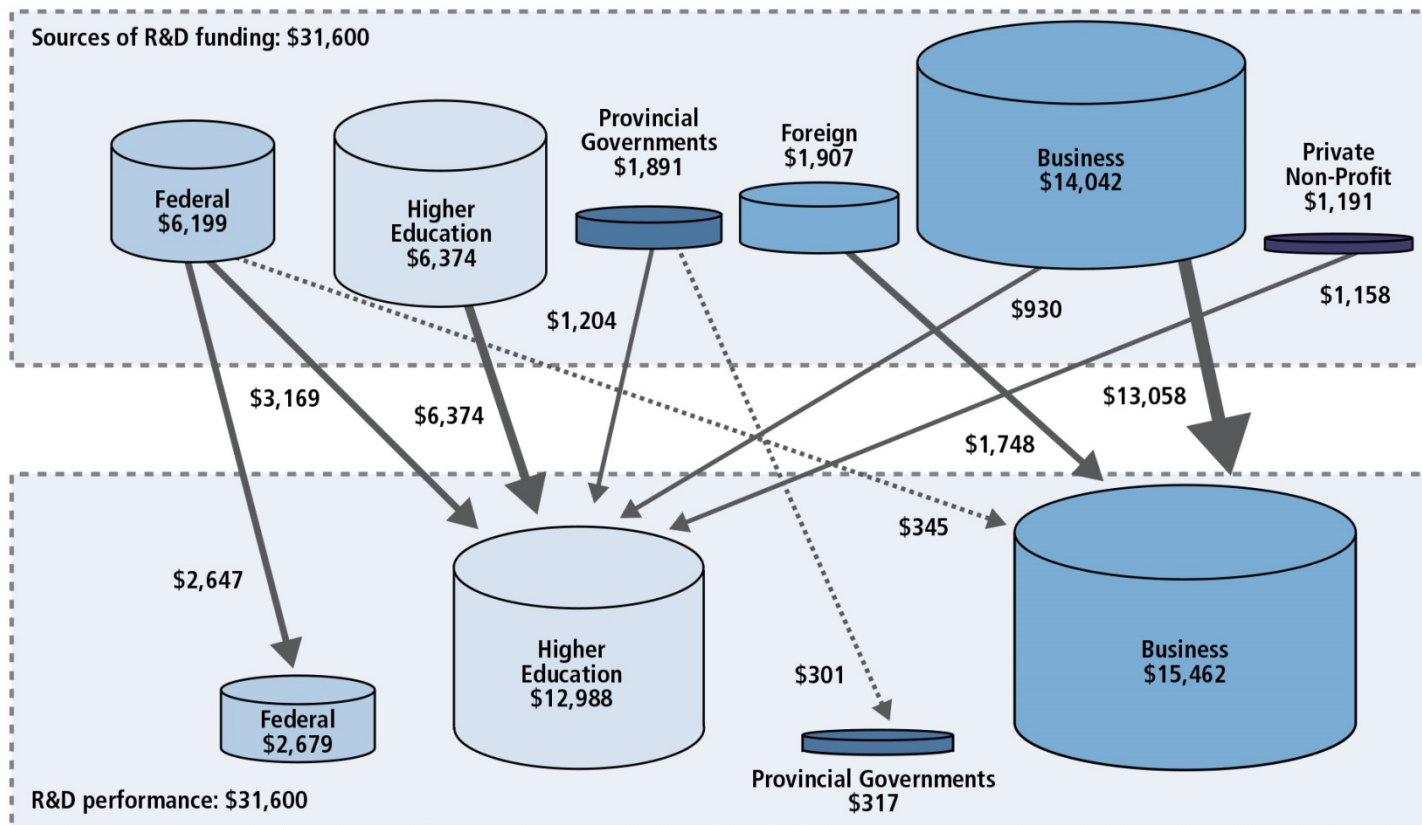 Sources of R&D funding: $31,600
Federal
$6,199
Higher
Education
$6,374
Provincial
Governments
$1,891
Foreign
$1,907
Business
$14,042
Private
Non-Profit
$1,191
$1,204
$930
$1,158
$3,169
$6,374
$13,058
$1,748
$345
$2,647
$301
Federal
$2,679
Higher
Education
$12,988
Provincial Governments
$317
Business
$15,462
R&D performance: $31,600